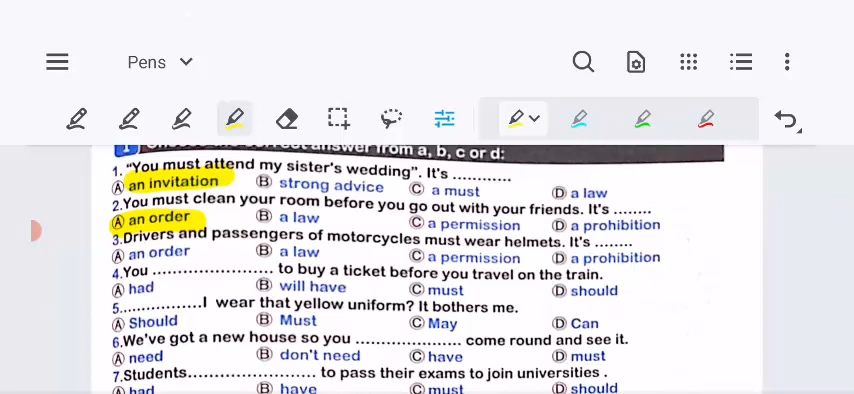 Pens
1 Choose the correct answer from a, b, c or d:
1. “You must attend my sister's wedding”. It's ............
Ⓐ an invitation Ⓑ strong advice Ⓒ a must Ⓓ a law
2.You must clean your room before you go out with your friends. It's ........
Ⓐ an order Ⓑ a law Ⓒ a permission Ⓓ a prohibition
3.Drivers and passengers of motorcycles must wear helmets. It's ........
Ⓐ an order Ⓑ a law Ⓒ a permission Ⓓ a prohibition
4.You ........................ to buy a ticket before you travel on the train.
Ⓐ had Ⓑ will have Ⓒ must Ⓓ should
5.................I wear that yellow uniform? It bothers me.
Ⓐ Should Ⓑ Must Ⓒ May Ⓓ Can
6.We've got a new house so you ..................... come round and see it.
Ⓐ need Ⓑ don't need Ⓒ have Ⓓ must
7.Students......................... to pass their exams to join universities .
Ⓐ had Ⓑ have Ⓒ must Ⓓ should